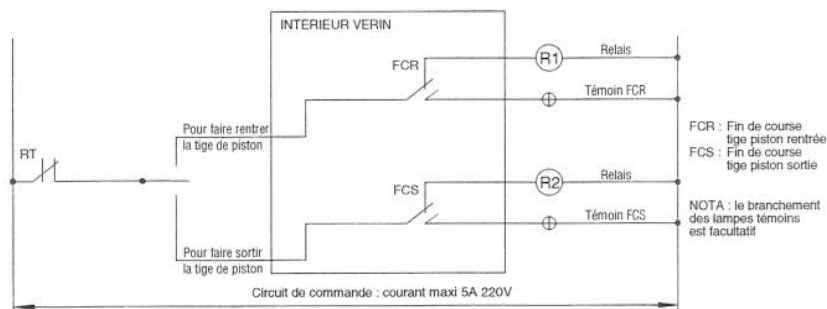 INTERIEUR VERIN
FCR
R1
Relais
Témoin FCR
Pour faire rentrer
la tige de piston
RT
FCR : Fin de course
tige piston rentrée
FCS : Fin de course
tige piston sortie
FCS
R2
Relais
Témoin FCS
NOTA : le branchement
des lampes témoins
est facultatif
Pour faire sortir
la tige de piston
Circuit de commande : courant maxi 5A 220V